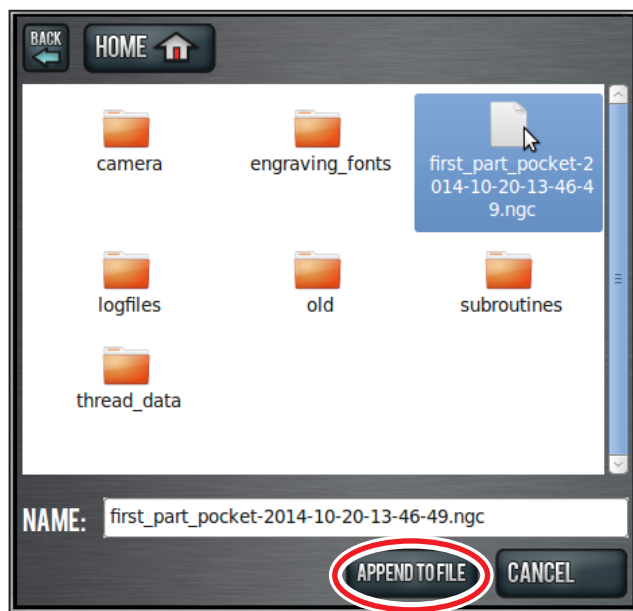 BACK
HOME
camera
engraving_fonts
first_part_pocket-2
014-10-20-13-46-4
9.ngc
logfiles
old
subroutines
thread_data
NAME: first_part_pocket-2014-10-20-13-46-49.ngc
APPEND TO FILE
CANCEL